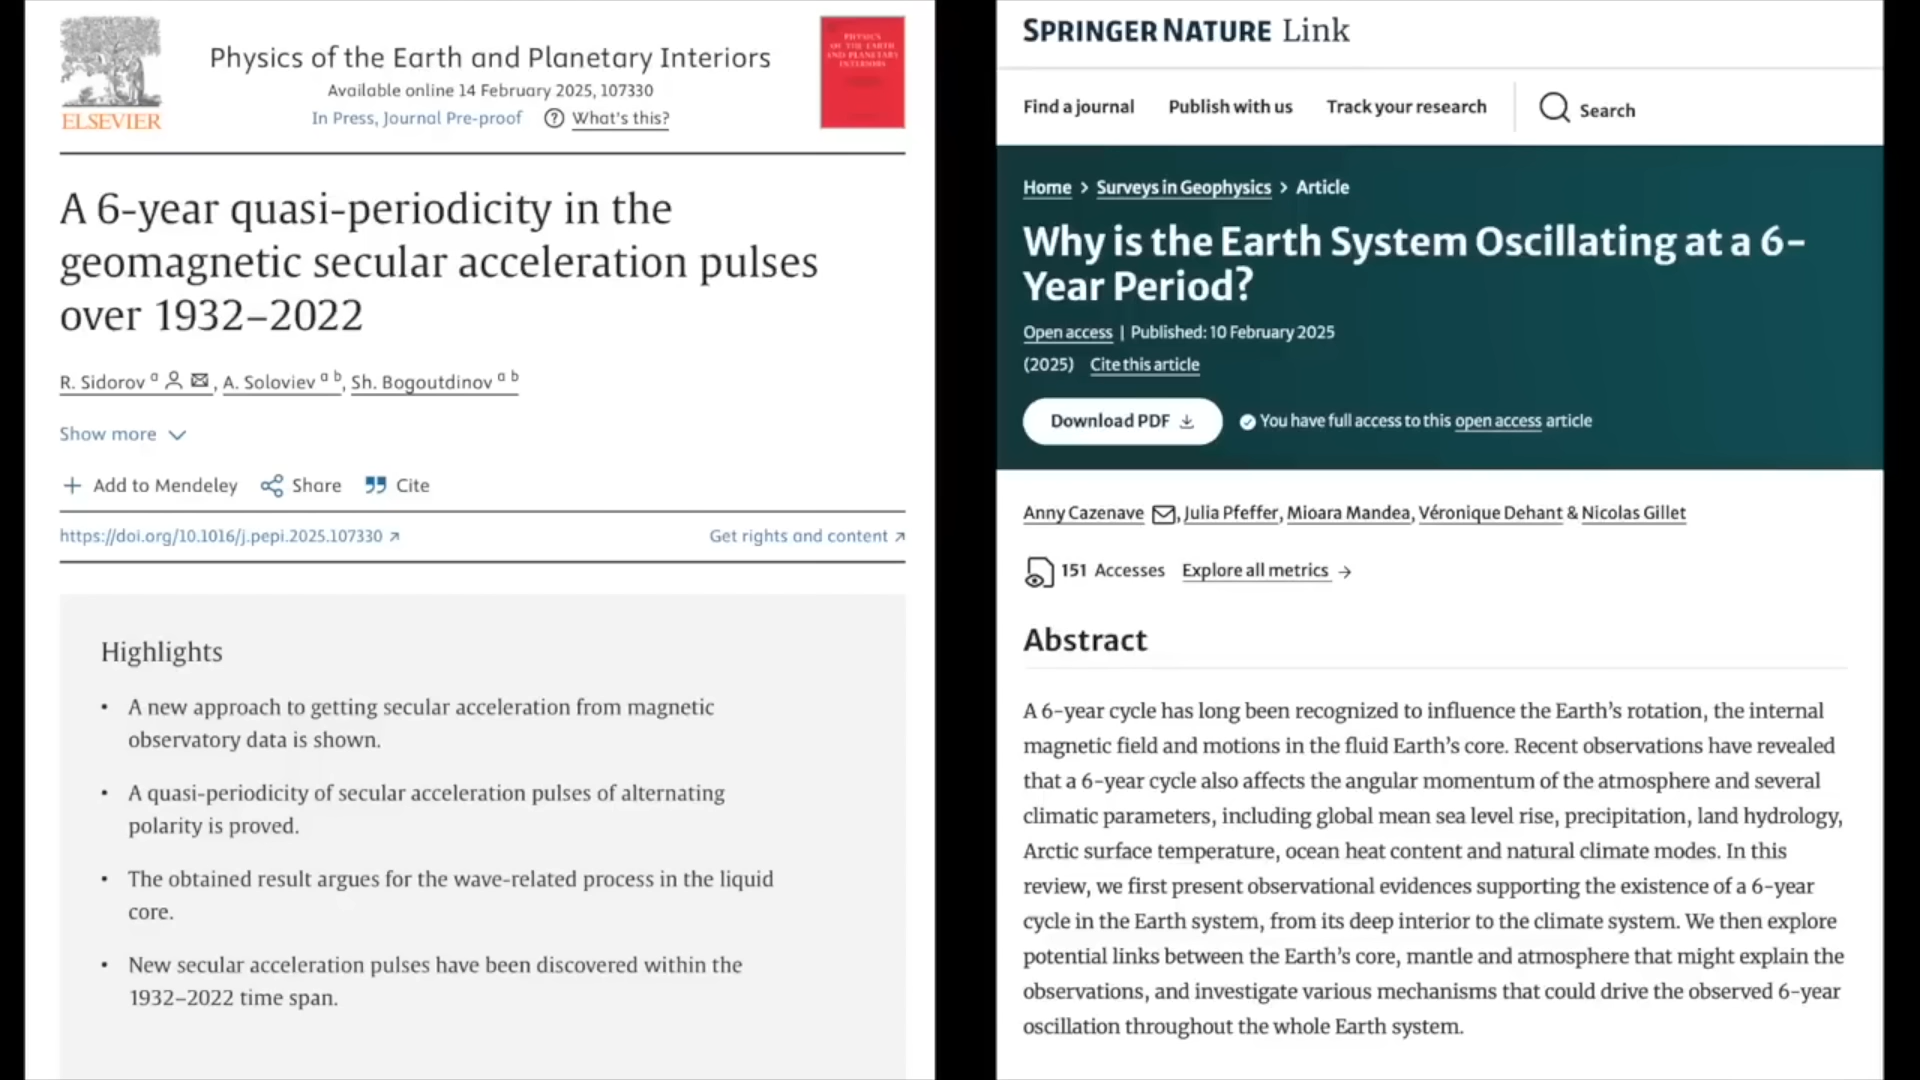 ELSEVIER
Physics of the Earth and Planetary Interiors
Available online 14 February 2025, 107330
In Press, Journal Pre-proof What's this?
PHYSICS
OF THE EARTH
AND PLANETARY
INTERIORS
A 6-year quasi-periodicity in the
geomagnetic secular acceleration pulses
over 1932–2022
R. Sidorov a, A. Soloviev a b, Sh. Bogoutdinov a b
Show more
Add to Mendeley Share Cite
https://doi.org/10.1016/j.pepi.2025.107330
Get rights and content
Highlights
• A new approach to getting secular acceleration from magnetic
observatory data is shown.
• A quasi-periodicity of secular acceleration pulses of alternating
polarity is proved.
• The obtained result argues for the wave-related process in the liquid
core.
• New secular acceleration pulses have been discovered within the
1932–2022 time span.
SPRINGER NATURE Link
Find a journal Publish with us Track your research Search
Home > Surveys in Geophysics > Article
Why is the Earth System Oscillating at a 6-
Year Period?
Open access | Published: 10 February 2025
(2025) Cite this article
Download PDF You have full access to this open access article
Anny Cazenave, Julia Pfeffer, Mioara Mandea, Véronique Dehant & Nicolas Gillet
151 Accesses Explore all metrics →
Abstract
A 6-year cycle has long been recognized to influence the Earth’s rotation, the internal
magnetic field and motions in the fluid Earth’s core. Recent observations have revealed
that a 6-year cycle also affects the angular momentum of the atmosphere and several
climatic parameters, including global mean sea level rise, precipitation, land hydrology,
Arctic surface temperature, ocean heat content and natural climate modes. In this
review, we first present observational evidences supporting the existence of a 6-year
cycle in the Earth system, from its deep interior to the climate system. We then explore
potential links between the Earth’s core, mantle and atmosphere that might explain the
observations, and investigate various mechanisms that could drive the observed 6-year
oscillation throughout the whole Earth system.